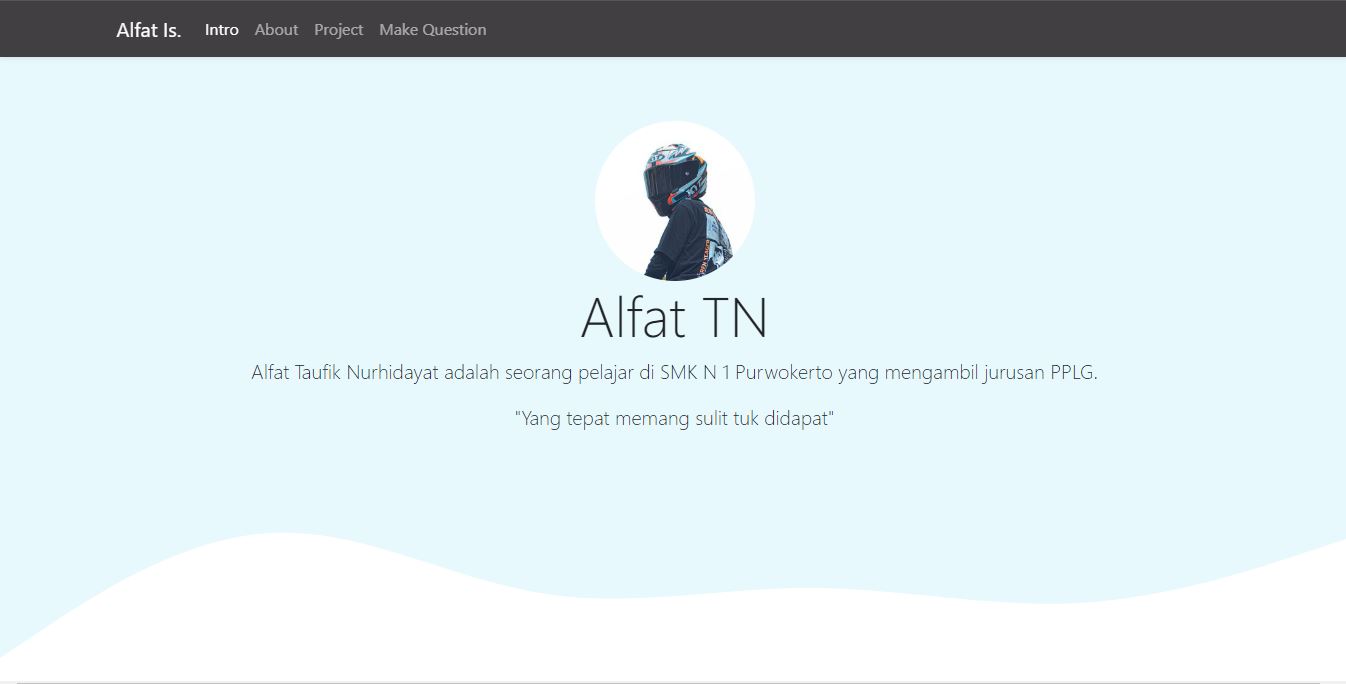 Alfat Is. Intro About Project Make Question
Alfat TN
Alfat Taufik Nurhidayat adalah seorang pelajar di SMK N 1 Purwokerto yang mengambil jurusan PPLG.
"Yang tepat memang sulit tuk didapat"